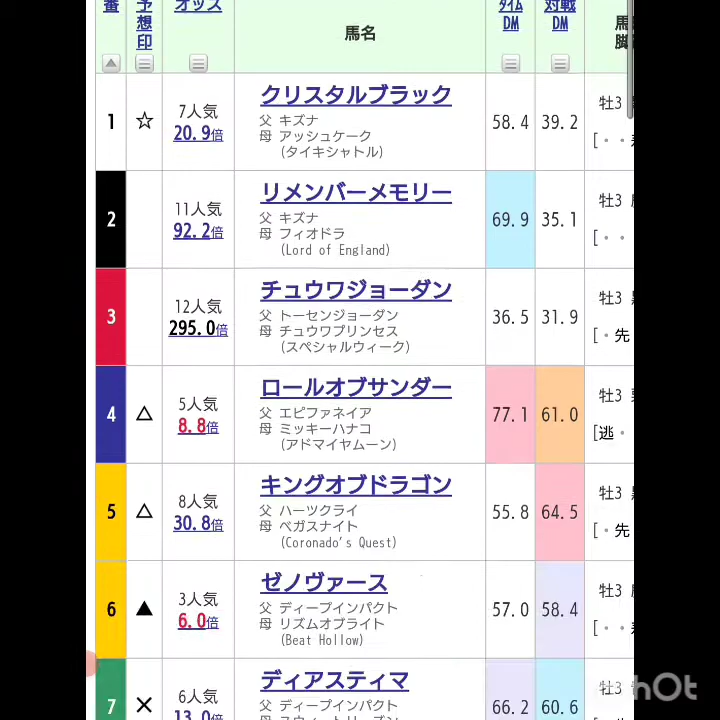 番 予想印 オッズ 馬名 ﾀｲﾑDM 対戦DM 馬 脚
1 ☆ 7人気 クリスタルブラック 58.4 39.2 牡3
20.9倍 父 キズナ
母 アッシュケーク
(タイキシャトル)
2 11人気 リメンバーメモリー 69.9 35.1 牡3
92.2倍 父 キズナ
母 フィオドラ
(Lord of England) [・・
3 12人気 チュウワジョーダン 36.5 31.9 牡3
295.0倍 父 トーセンジョーダン
母 チュウワプリンセス
(スペシャルウィーク) [・先
4 △ 5人気 ロールオブサンダー 77.1 61.0 牡3
8.8倍 父 エピファネイア
母 ミッキーハナコ
(アドマイヤムーン) [逃・
5 △ 8人気 キングオブドラゴン 55.8 64.5 牡3
30.8倍 父 ハーツクライ
母 ベガスナイト
(Coronado's Quest) [・先
6 ▲ 3人気 ゼノヴァース 57.0 58.4 牡3
6.0倍 父 ディープインパクト
母 リズムオブライト
(Beat Hollow) [・・
7 × 6人気 ディアスティマ 66.2 60.6 牡3
13.0倍 父 ディープインパクト